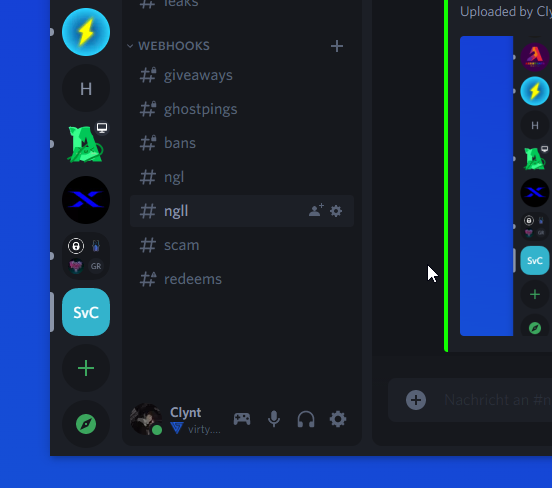 leaks
Uploaded by Cly
WEBHOOKS
giveaways
H
ghostpings
bans
ngl
ngll
scam
GR
redeems
SvC
H
GR
SvC
Clynt
virty....
Nachricht an #n